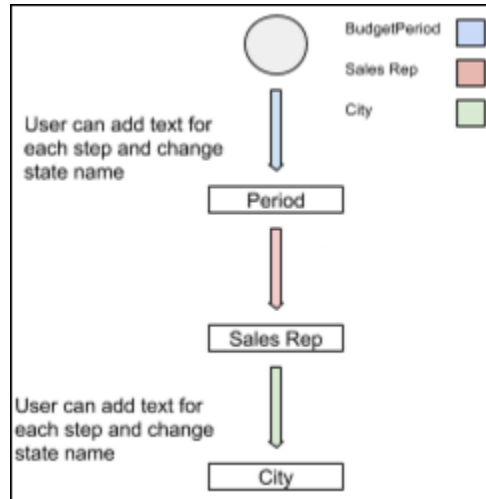 BudgetPeriod
Sales Rep
City
User can add text for
each step and change
state name
Period
Sales Rep
User can add text for
each step and change
state name
City